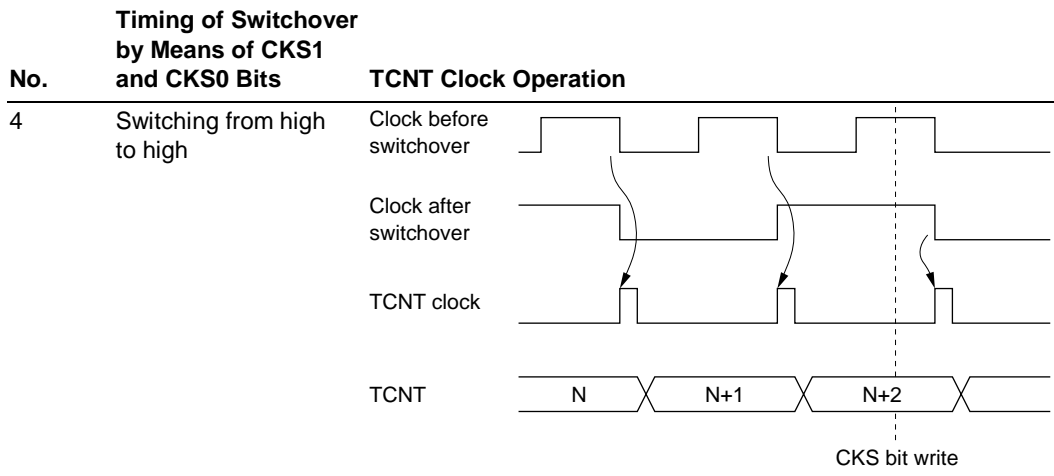 Timing of Switchover
by Means of CKS1
No. and CKS0 Bits TCNT Clock Operation
4 Switching from high
to high
Clock before
switchover
Clock after
switchover
TCNT clock
TCNT N N+1 N+2
CKS bit write